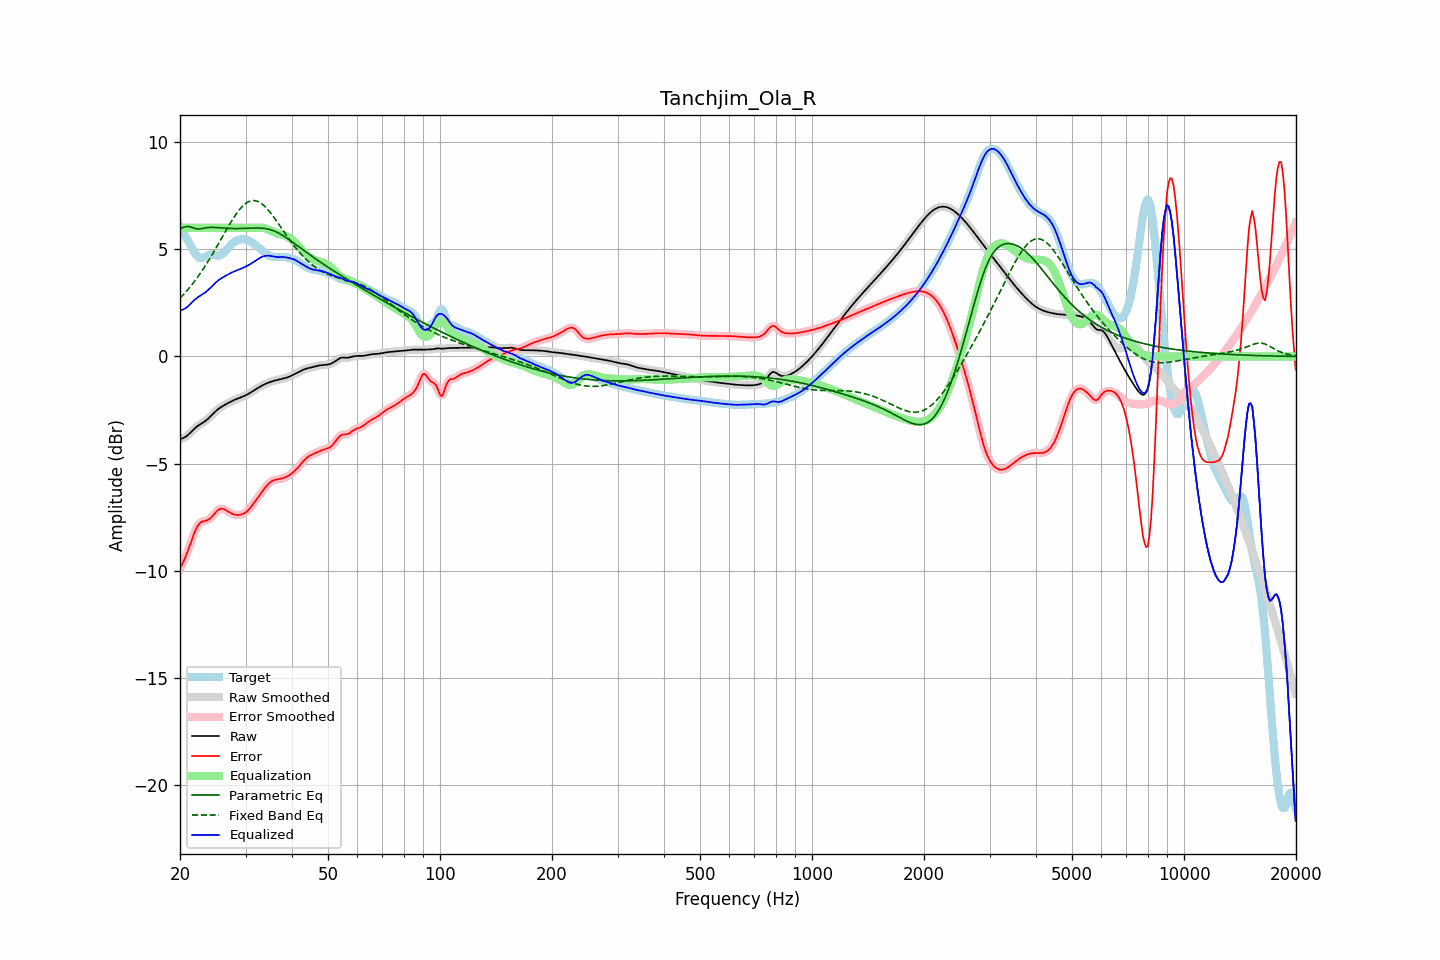 Tanchjim_Ola_R
Amplitude (dBr)
10
5
0
−5
−10
−15
−20
Target
Raw Smoothed
Error Smoothed
Raw
Error
Equalization
Parametric Eq
Fixed Band Eq
Equalized
20 50 100 200 500 1000 2000 5000 10000 20000
Frequency (Hz)